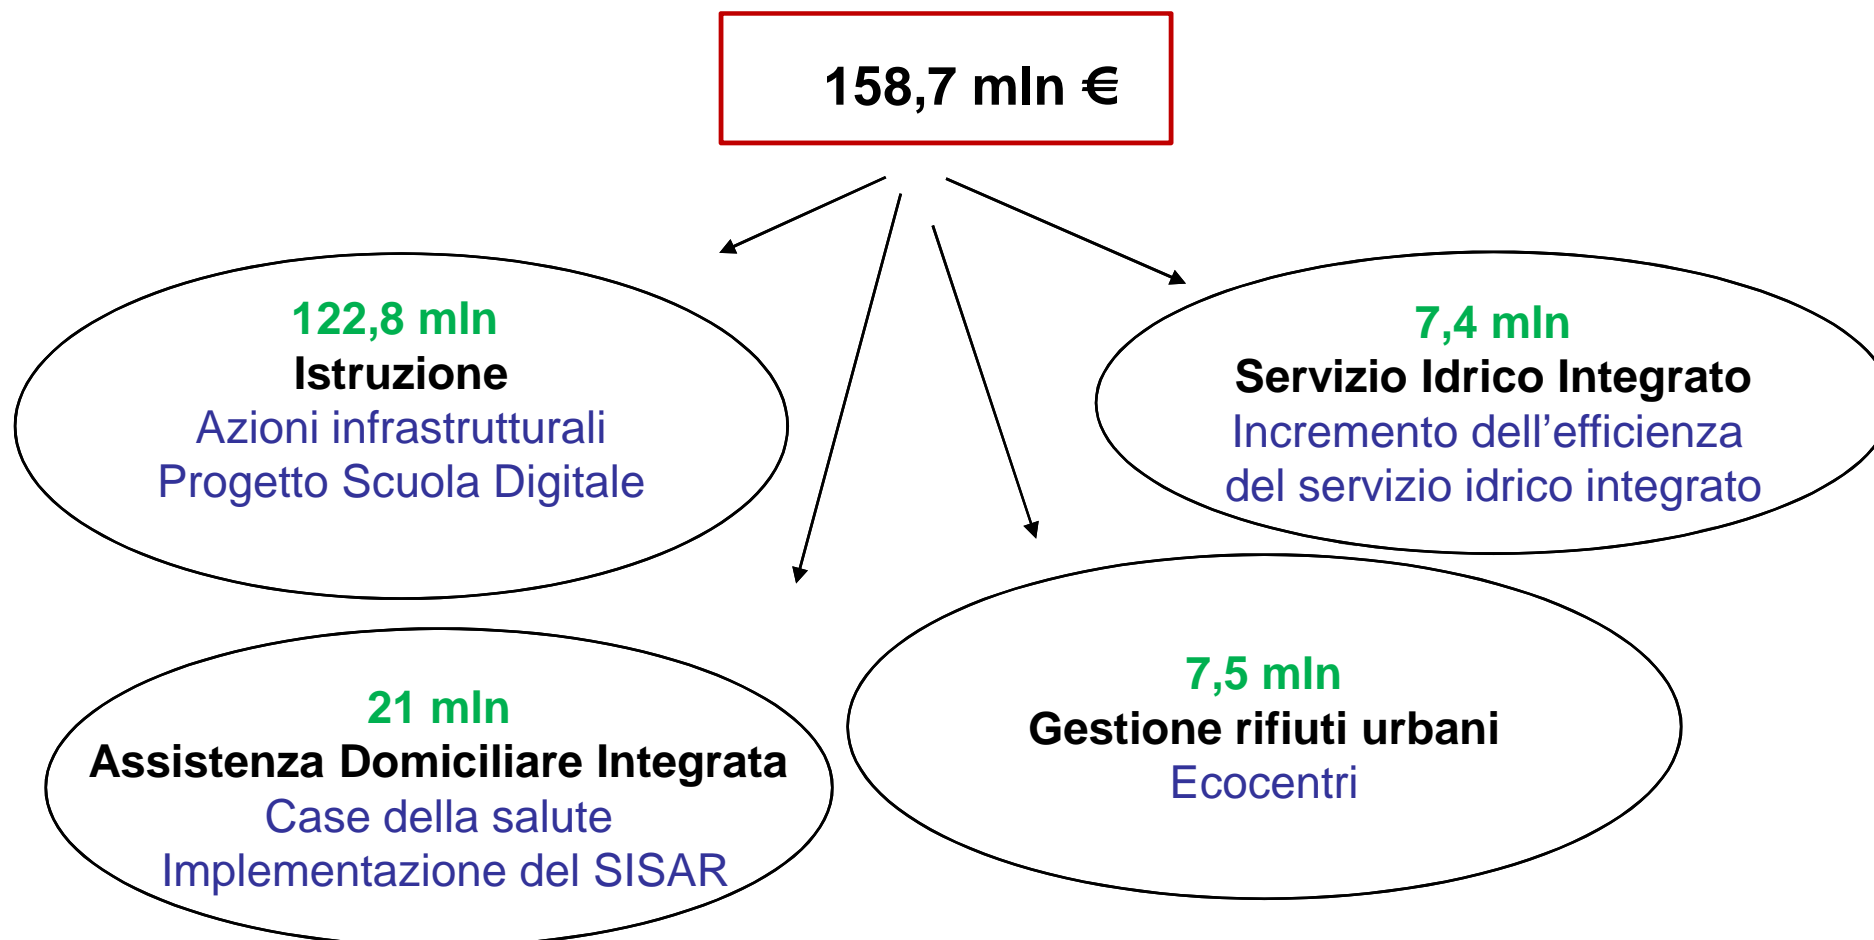 158,7 mln €
122,8 mln
Istruzione
Azioni infrastrutturali
Progetto Scuola Digitale
7,4 mln
Servizio Idrico Integrato
Incremento dell’efficienza
del servizio idrico integrato
21 mln
Assistenza Domiciliare Integrata
Case della salute
Implementazione del SISAR
7,5 mln
Gestione rifiuti urbani
Ecocentri